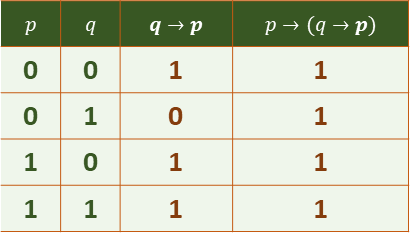 p q q → p p → (q → p)
0 0 1 1
0 1 0 1
1 0 1 1
1 1 1 1